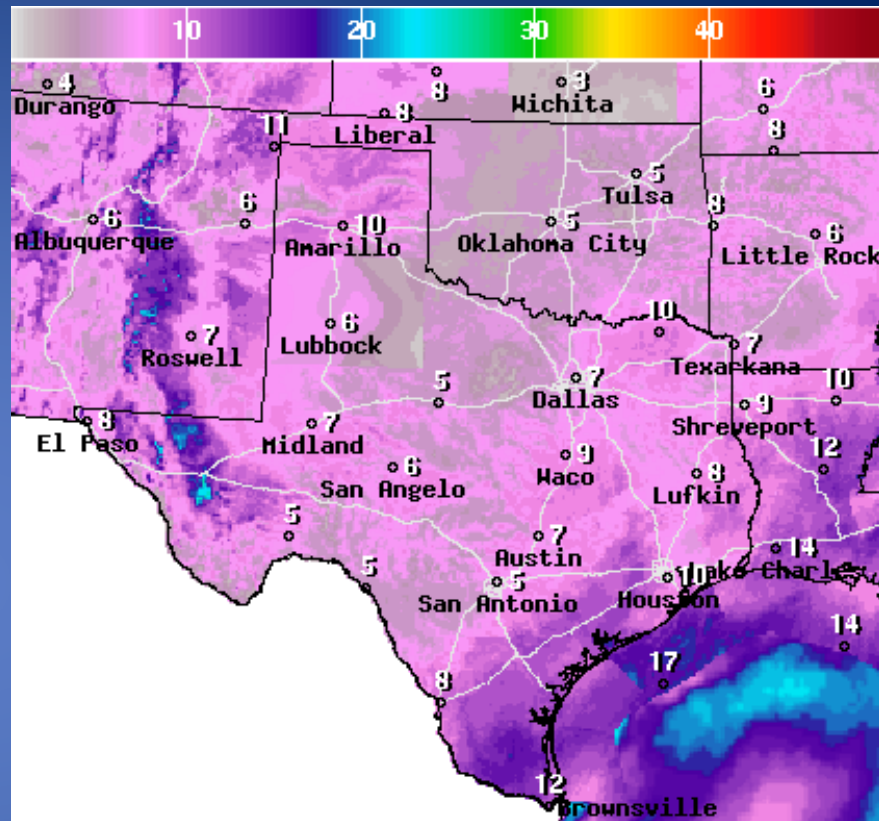 10 20 30 40
4 8 3 6
Durango Wichita
8 8
Liberal
11
5
Tulsa
6 6 10 5 8 6
Albuquerque Amarillo Oklahoma City Little Rock
7 6 10 7
Roswell Lubbock Texarkana
7
Dallas
5 9 10
8 7 Shreveport
El Paso Midland
6 9 8 12
San Angelo Waco Lufkin
5 7 14
Austin
5 5 10 Lake Charle
San Antonio Houston
14
8 17
12
Brownsville